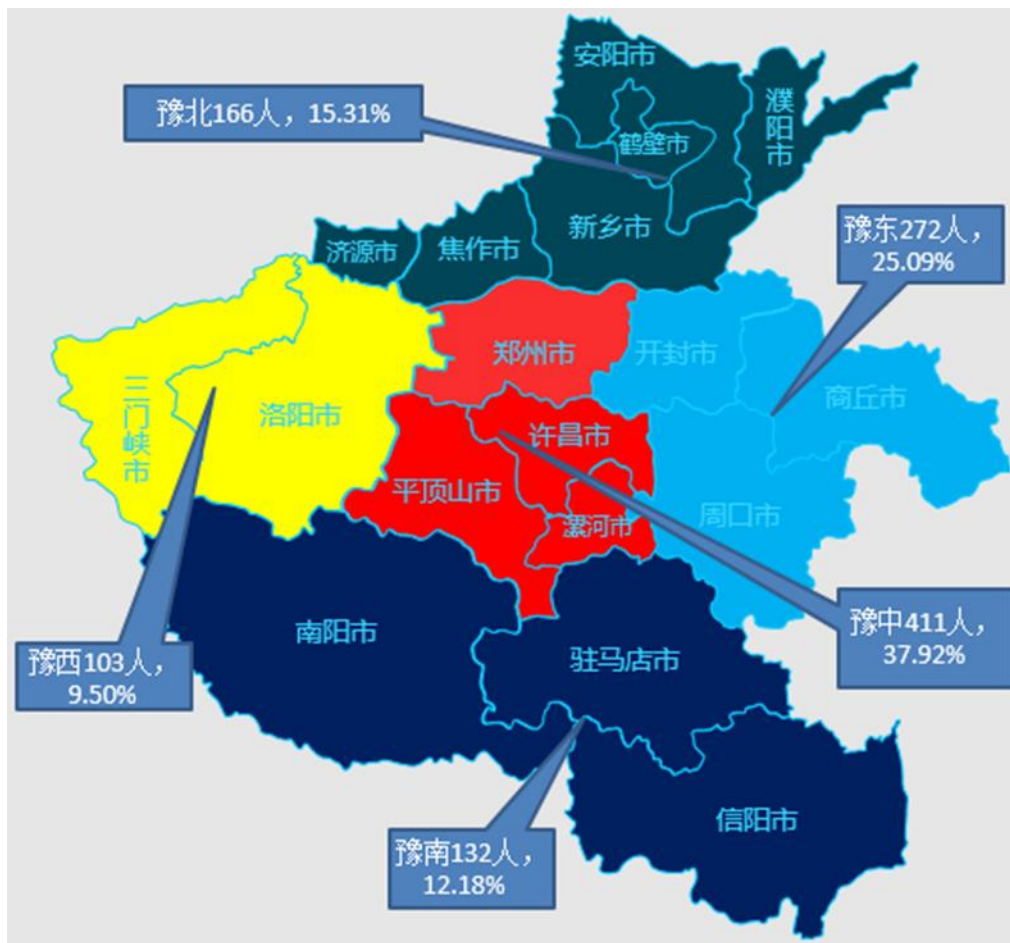 安阳市
濮阳市
豫北166人，15.31%
鹤壁市
新乡市
豫东272人，
25.09%
济源市
焦作市
郑州市
开封市
三门峡市
洛阳市
商丘市
许昌市
平顶山市
周口市
漯河市
南阳市
豫中411人，
37.92%
豫西103人，
9.50%
驻马店市
信阳市
豫南132人，
12.18%